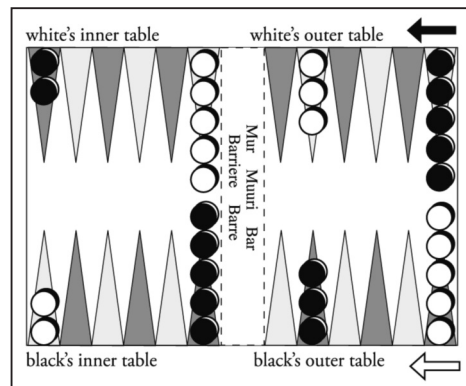 white's inner table
white's outer table
Mur Muuri Bar
Barriere Barre
black's inner table
black's outer table